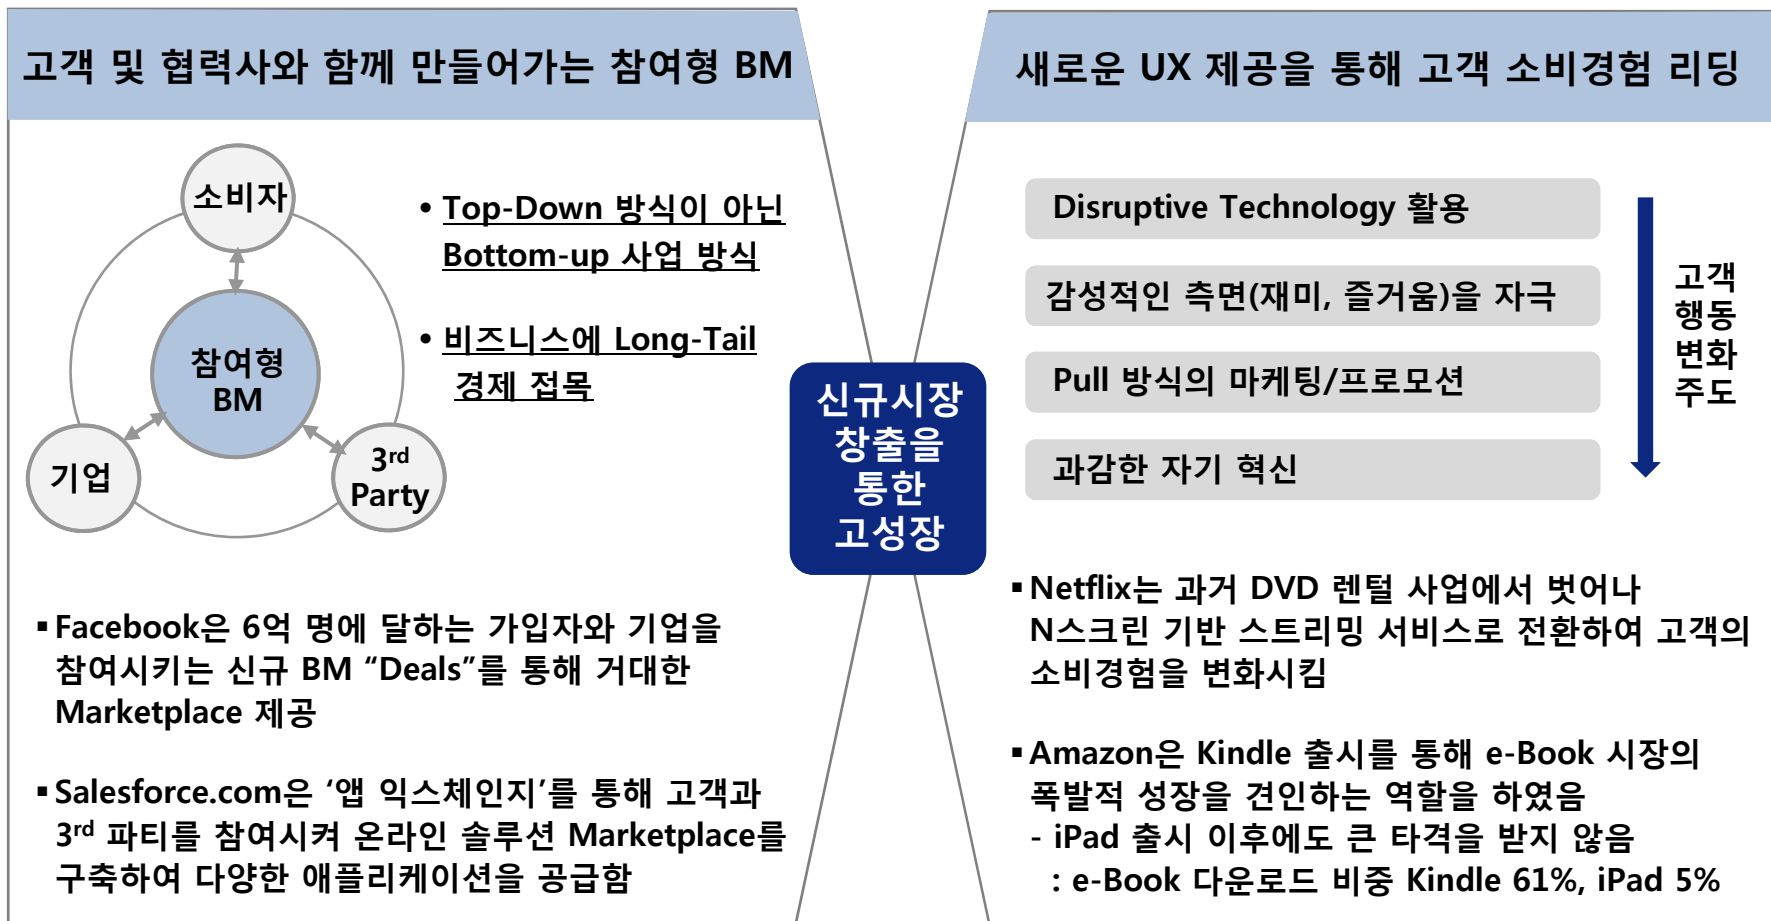 고객 및 협력사와 함께 만들어가는 참여형 BM
소비자
참여형
BM
기업
3rd
Party
• Top-Down 방식이 아닌
Bottom-up 사업 방식
• 비즈니스에 Long-Tail
경제 접목
▪ Facebook은 6억 명에 달하는 가입자와 기업을
참여시키는 신규 BM “Deals”를 통해 거대한
Marketplace 제공
▪ Salesforce.com은 ‘앱 익스체인지’를 통해 고객과
3rd 파티를 참여시켜 온라인 솔루션 Marketplace를
구축하여 다양한 애플리케이션을 공급함
신규시장
창출을
통한
고성장
새로운 UX 제공을 통해 고객 소비경험 리딩
Disruptive Technology 활용
감성적인 측면(재미, 즐거움)을 자극
Pull 방식의 마케팅/프로모션
과감한 자기 혁신
고객
행동
변화
주도
▪ Netflix는 과거 DVD 렌털 사업에서 벗어나
N스크린 기반 스트리밍 서비스로 전환하여 고객의
소비경험을 변화시킴
▪ Amazon은 Kindle 출시를 통해 e-Book 시장의
폭발적 성장을 견인하는 역할을 하였음
- iPad 출시 이후에도 큰 타격을 받지 않음
: e-Book 다운로드 비중 Kindle 61%, iPad 5%